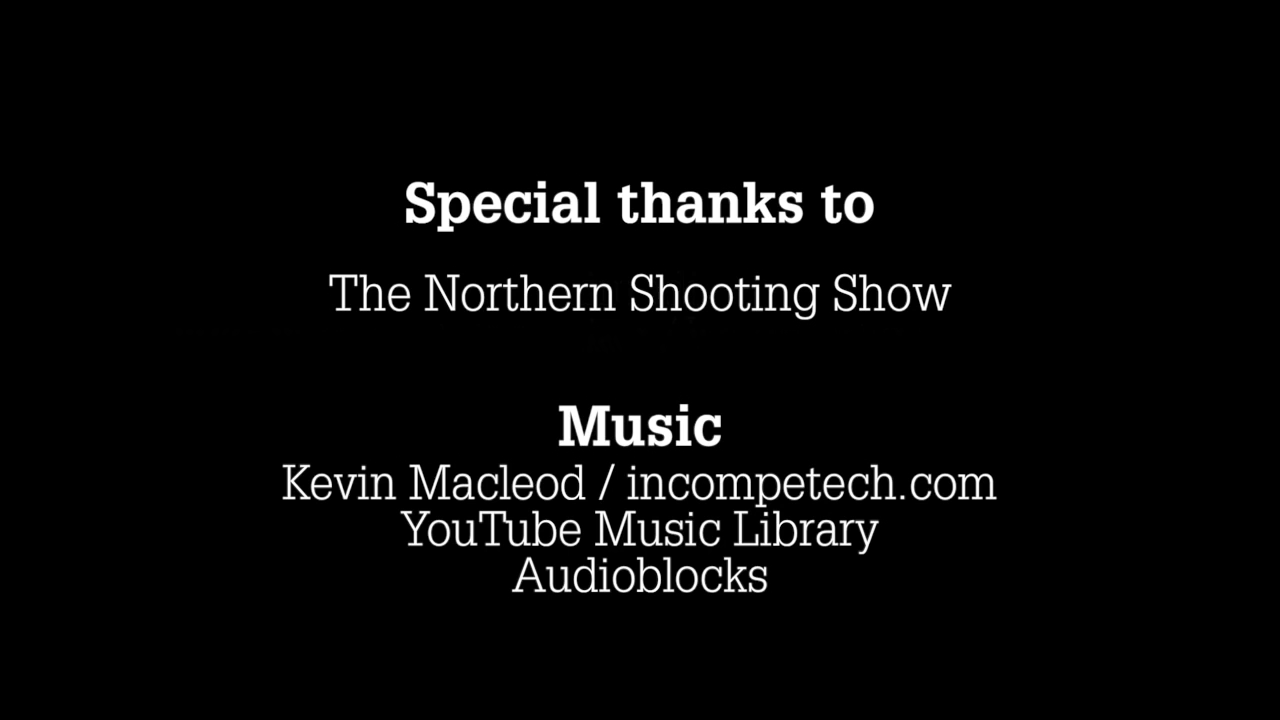 Special thanks to
The Northern Shooting Show
Music
Kevin Macleod / incompetech.com
YouTube Music Library
Audioblocks